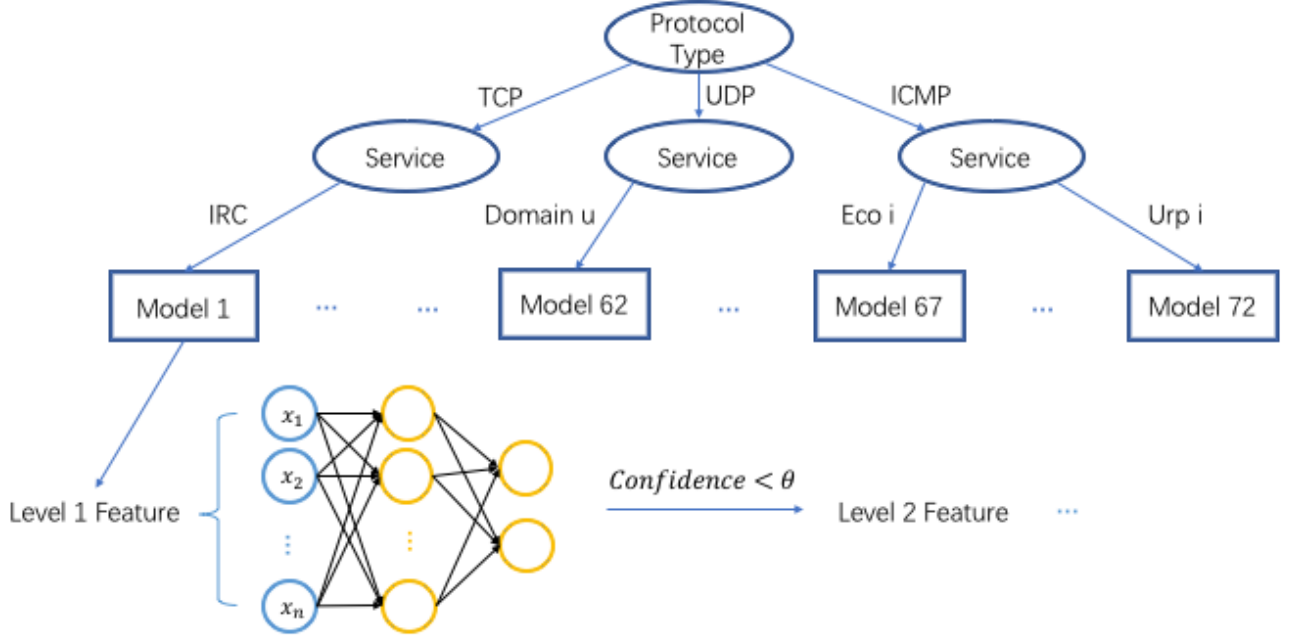 Protocol
Type
TCP
UDP
ICMP
Service
Service
Service
IRC
Domain u
Eco i
Urp i
Model 1
...
...
Model 62
...
Model 67
...
Model 72
x₁
x₂
⋮
⋮
xₙ
Level 1 Feature
Confidence < θ
Level 2 Feature
...